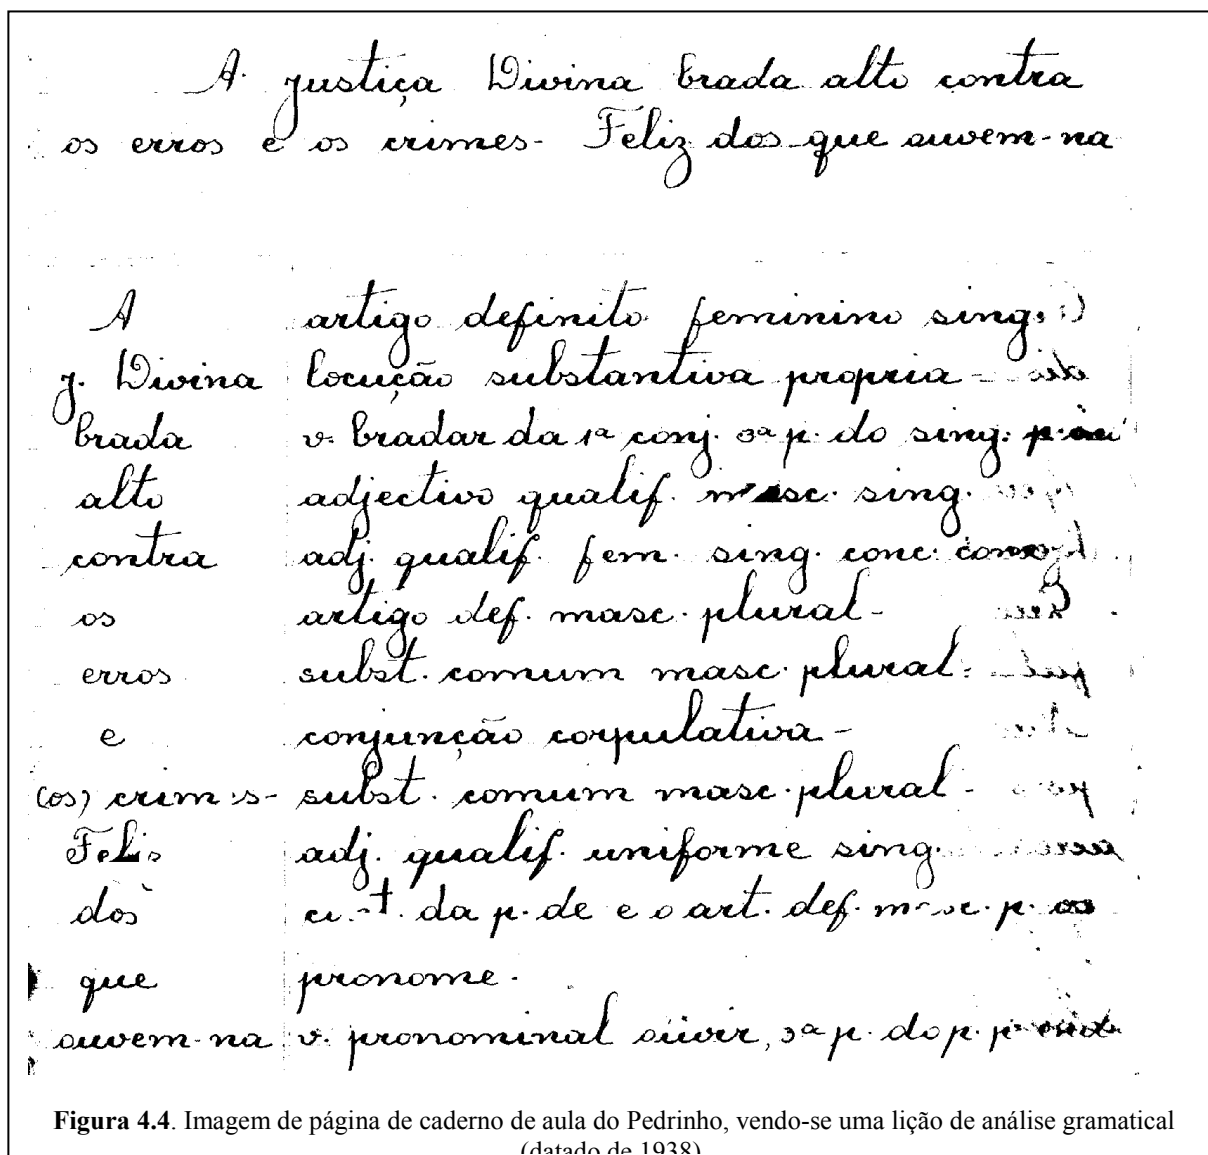 A Justiça Divina brada alto contra
os erros e os crimes- Feliz dos que ouvem-na
A artigo definito feminino sing.
J. Divina locução substantiva propria-
brada v. bradar da 1ª conj. 3ª p. do sing. p.
alto adjectivo qualif. masc. sing.
contra adj. qualif. fem. sing. conc.
os artigo def. masc. plural-
erros subst. comum masc. plural.
e conjunção corpulativa-
(os) crimes- subst. comum masc. plural-
Felis adj. qualif. uniforme sing.
dos da p. de e o art. def. masc. p. os
que pronome.
ouvem-na v. pronominal ouvir, 3ª p. do p.
Figura 4.4. Imagem de página de caderno de aula do Pedrinho, vendo-se uma lição de análise gramatical
(datado de 1938)